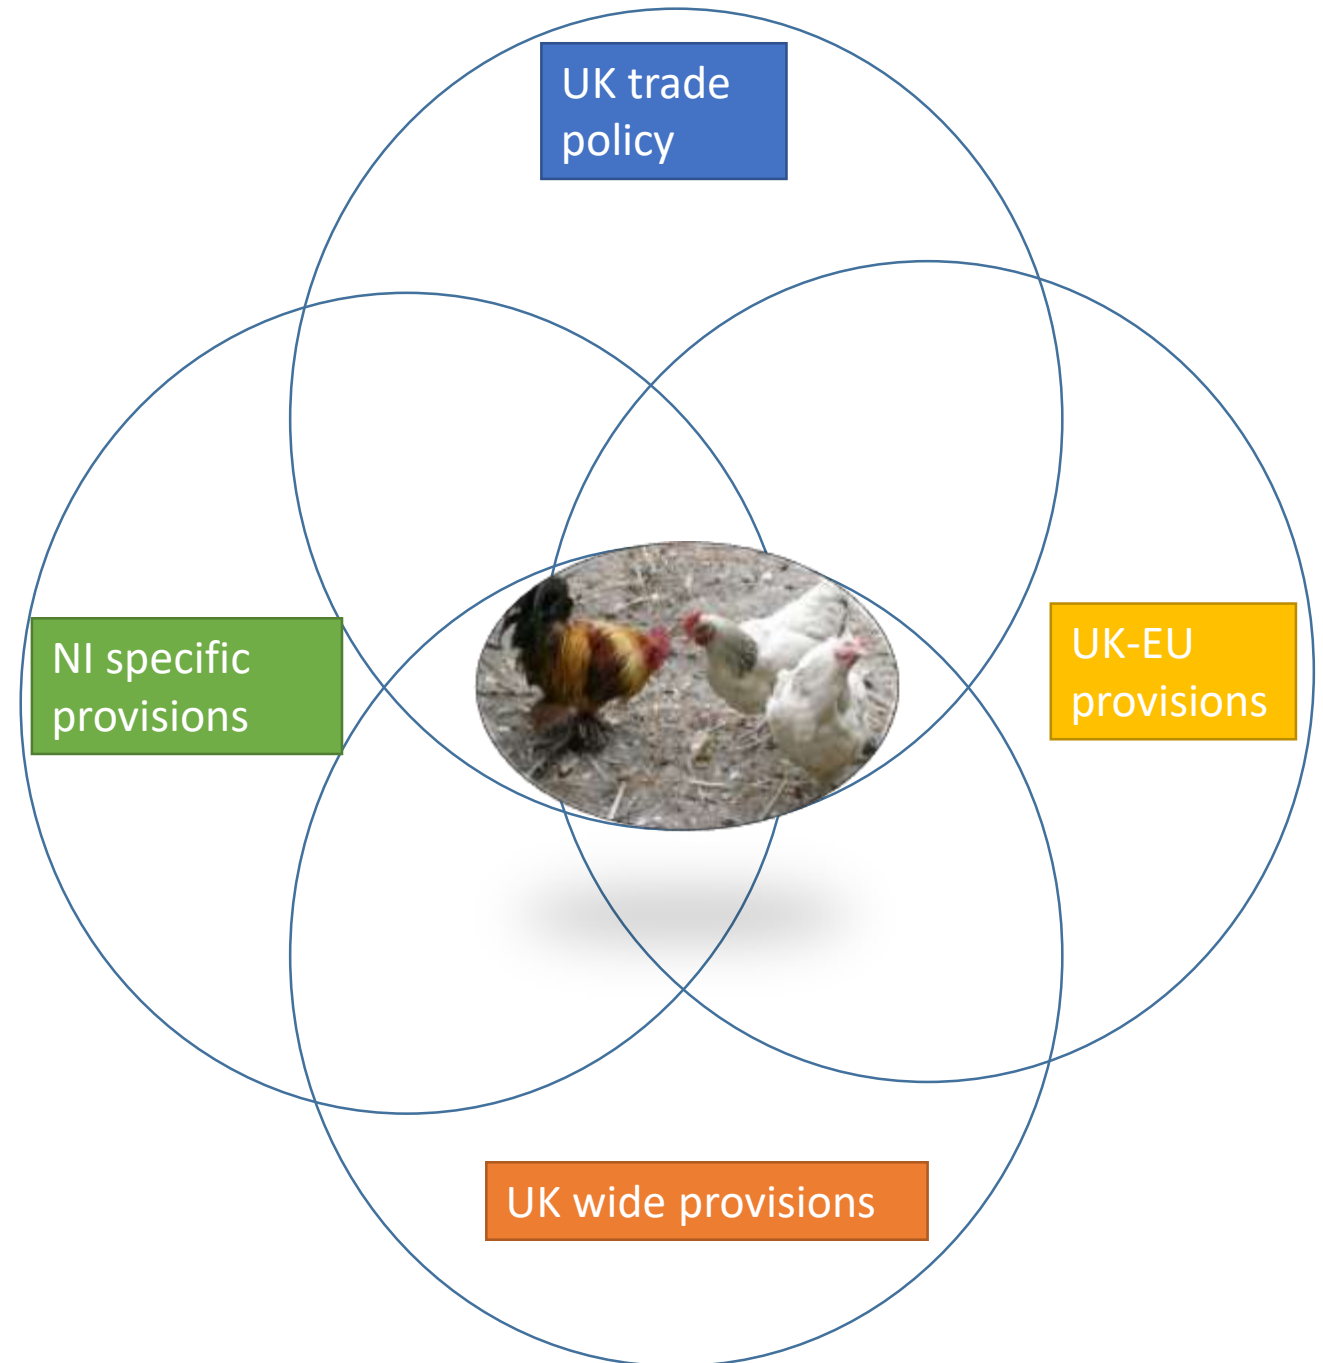 UK trade
policy
NI specific
provisions
UK-EU
provisions
UK wide provisions